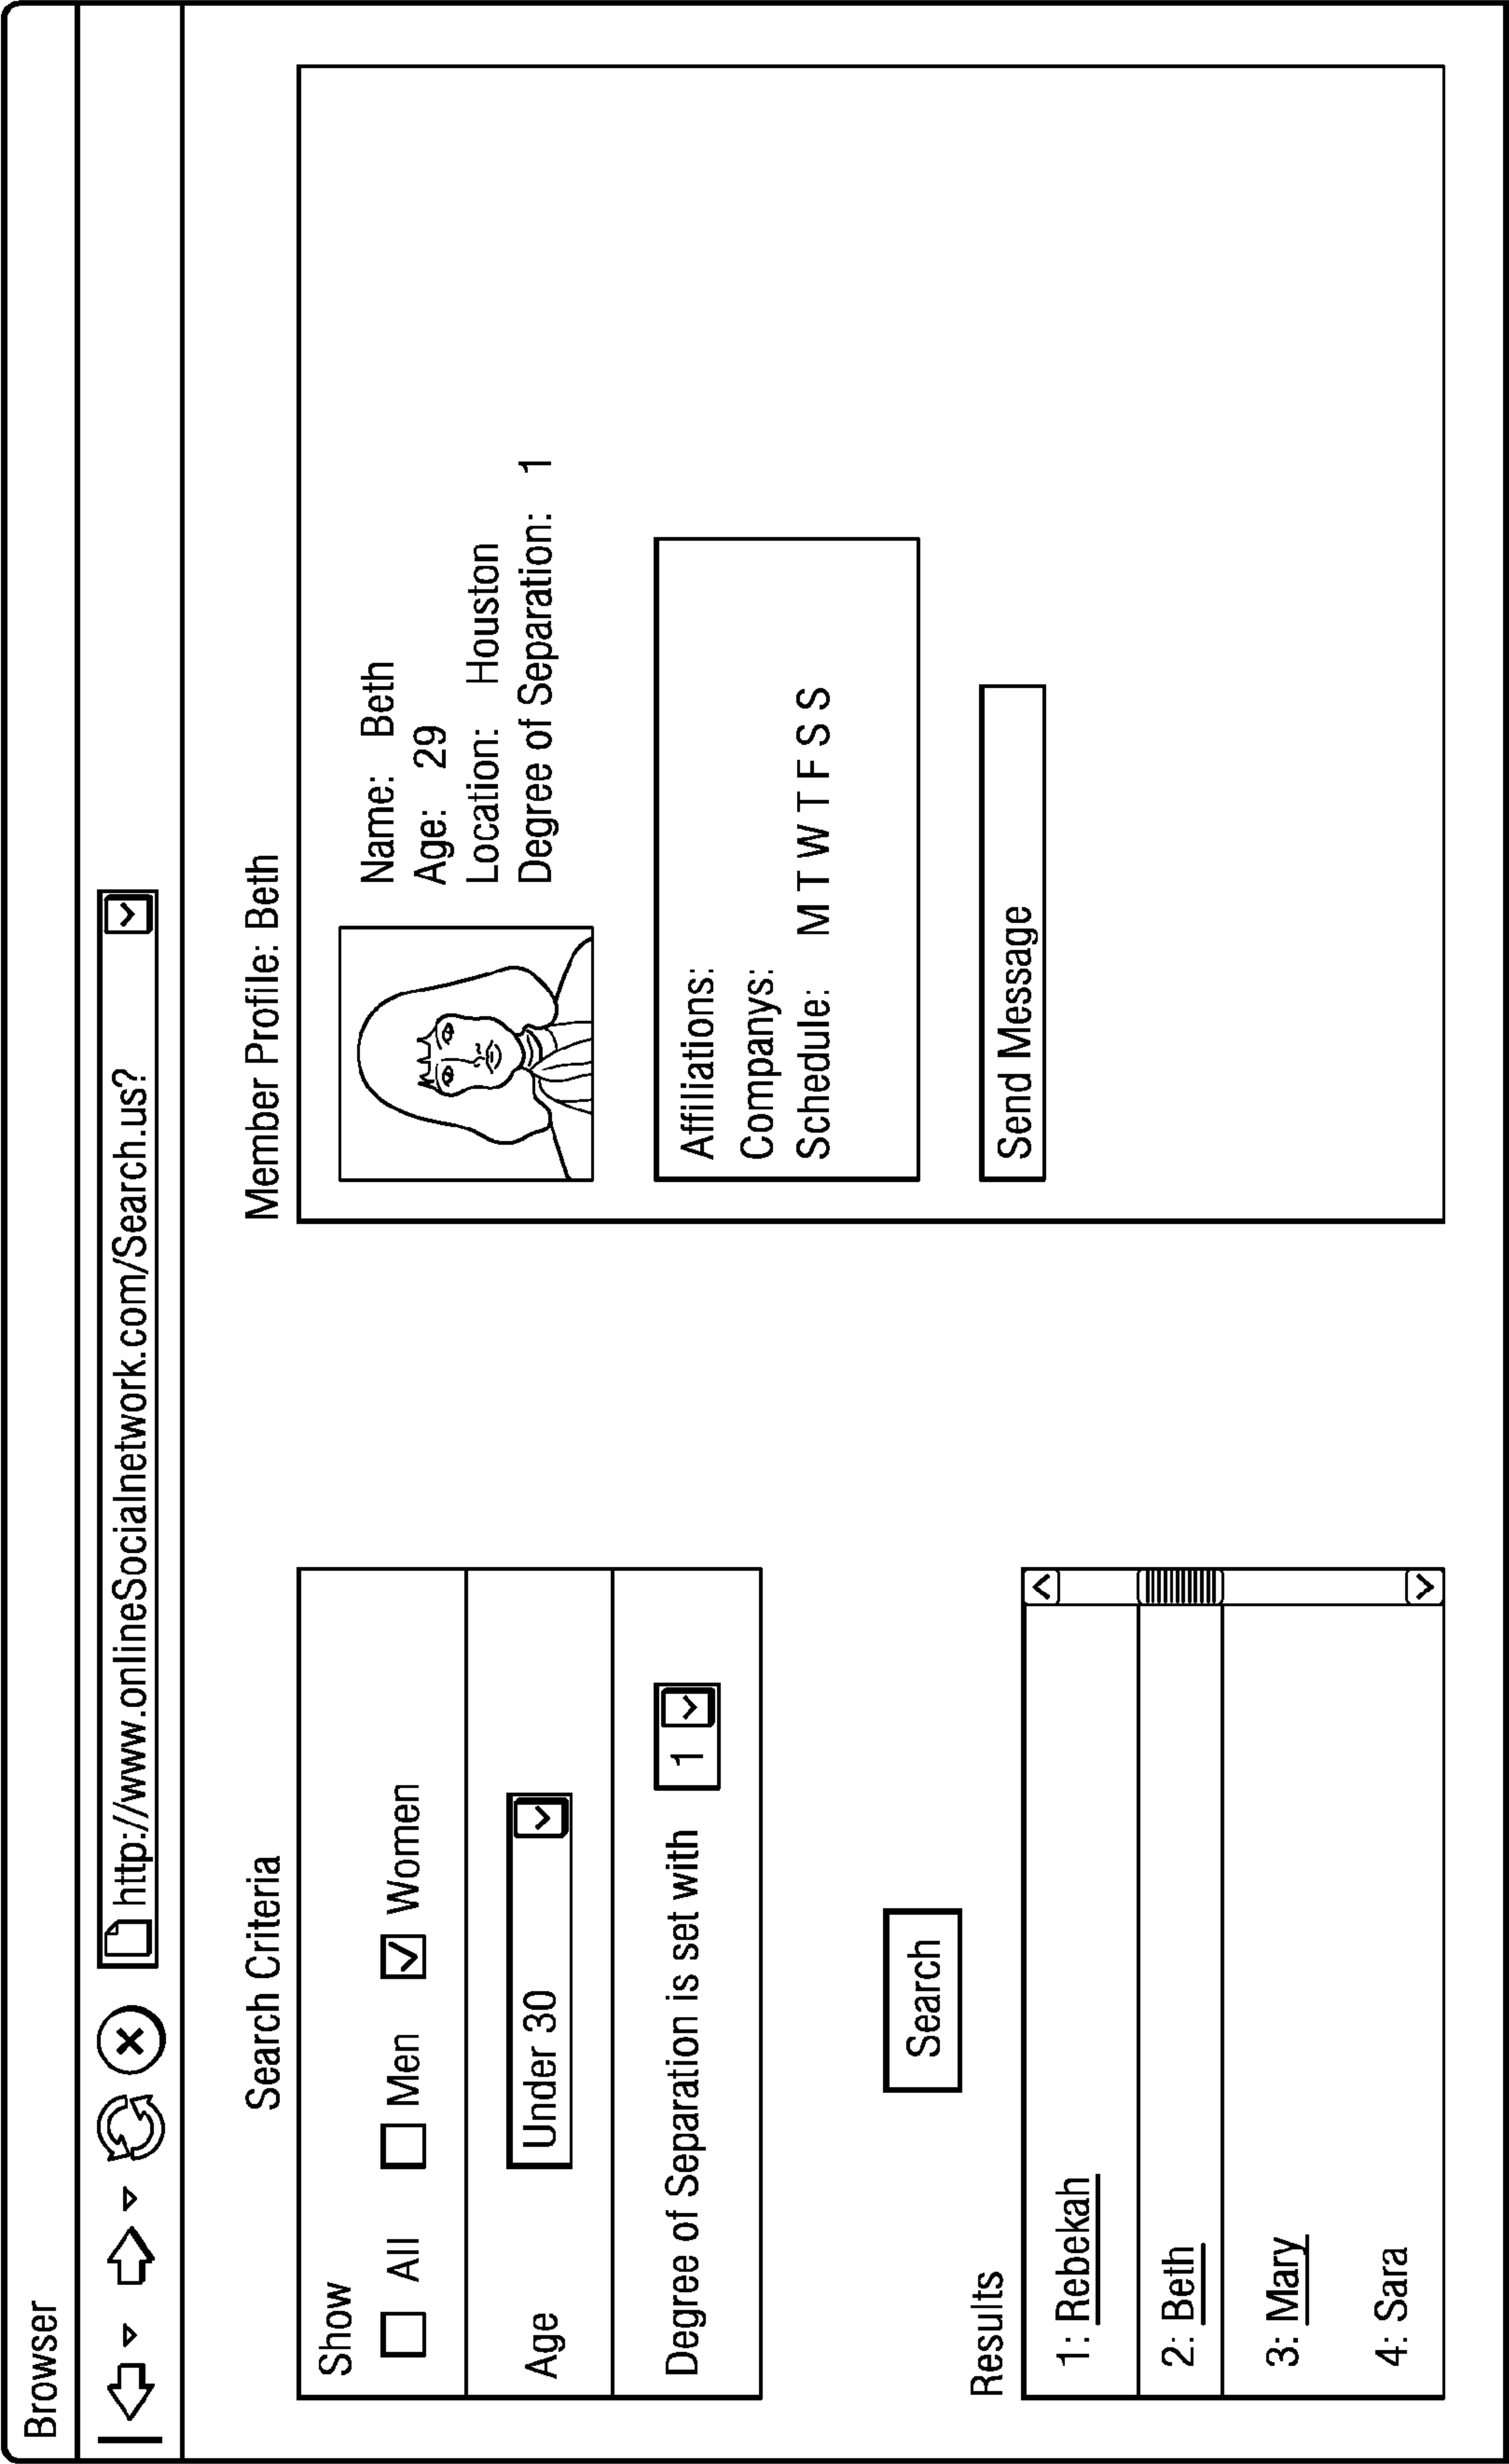 Browser
http://www.onlineSocialnetwork.com/Search.us?
Search Criteria
Show
All Men Women
Age Under 30
Degree of Separation is set with 1
Search
Results
1: Rebekah
2: Beth
3: Mary
4: Sara
Member Profile: Beth
Name: Beth
Age: 29
Location: Houston
Degree of Separation: 1
Affiliations:
Companys:
Schedule: M T W T F S S
Send Message